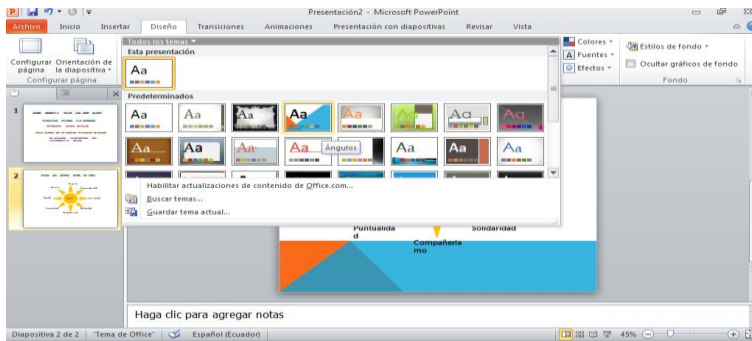 Presentación2 - Microsoft PowerPoint
Archivo Inicio Insertar Diseño Transiciones Animaciones Presentación con diapositivas Revisar Vista
Configurar página
Orientación de la diapositiva
Configurar página
Todos los temas
Esta presentación
Aa
Predeterminados
Aa Aa Aa Aa Aa Aa Aa Aa
Aa Aa Aa Aa Aa Aa Aa
Ángulos
Habilitar actualizaciones de contenido de Office.com...
Buscar temas...
Guardar tema actual...
Colores
Fuentes
Efectos
Estilos de fondo
Ocultar gráficos de fondo
Fondo
1
2
Puntualida
d
Compañeris
mo
Solidaridad
Haga clic para agregar notas
Diapositiva 2 de 2 "Tema de Office" Español (Ecuador) 45%